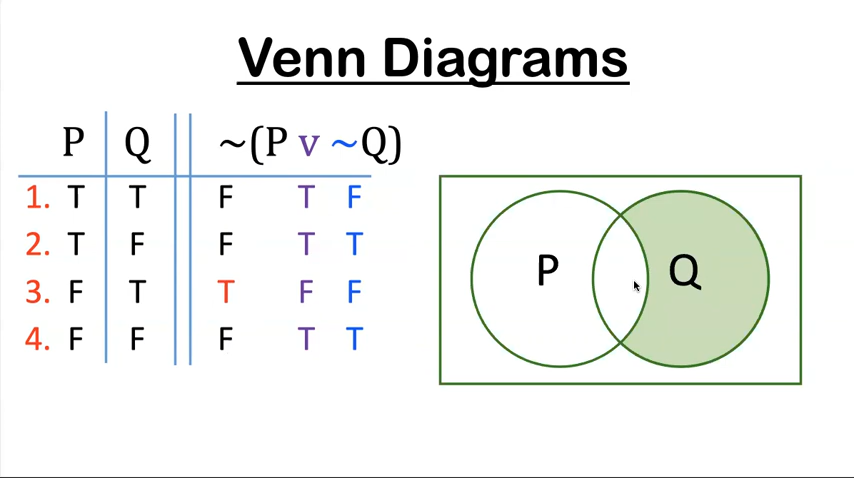 Venn Diagrams
P Q ~(P v ~Q)
1. T T F T F
2. T F F T T
3. F T T F F
4. F F F T T
P Q